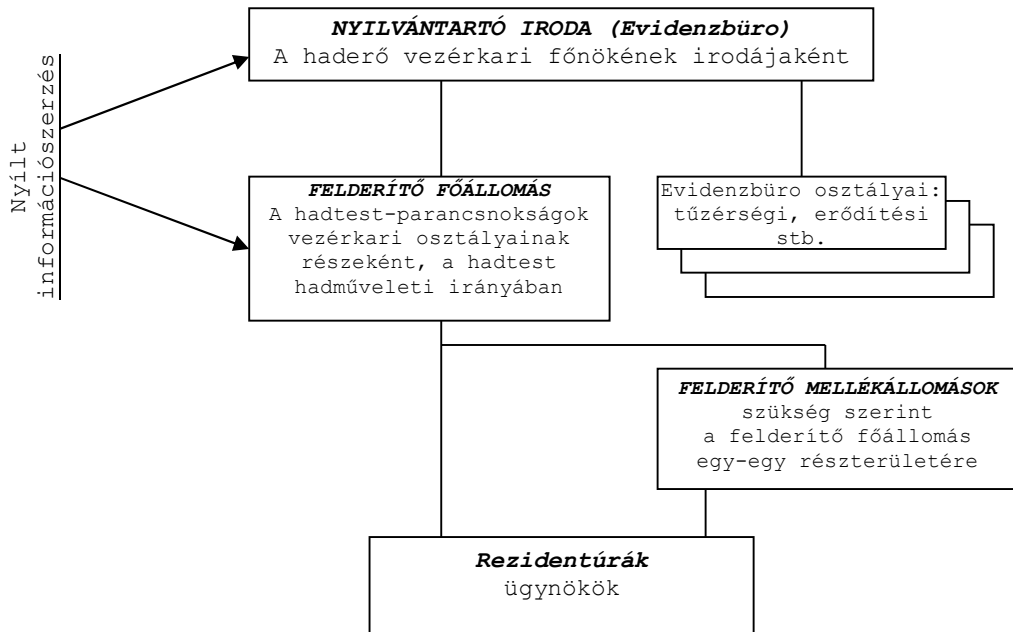 NYILVÁNTARTÓ IRODA (Evidenzbüro)
A haderő vezérkari főnökének irodájaként
Nyílt
információszerzés
FELDERÍTŐ FŐÁLLOMÁS
A hadtest-parancsnokságok
vezérkari osztályainak
részeként, a hadtest
hadműveleti irányában
Evidenzbüro osztályai:
tűzérségi, erődítési
stb.
FELDERÍTŐ MELLÉKÁLLOMÁSOK
szükség szerint
a felderítő főállomás
egy-egy részterületére
Rezidentúrák
ügynökök